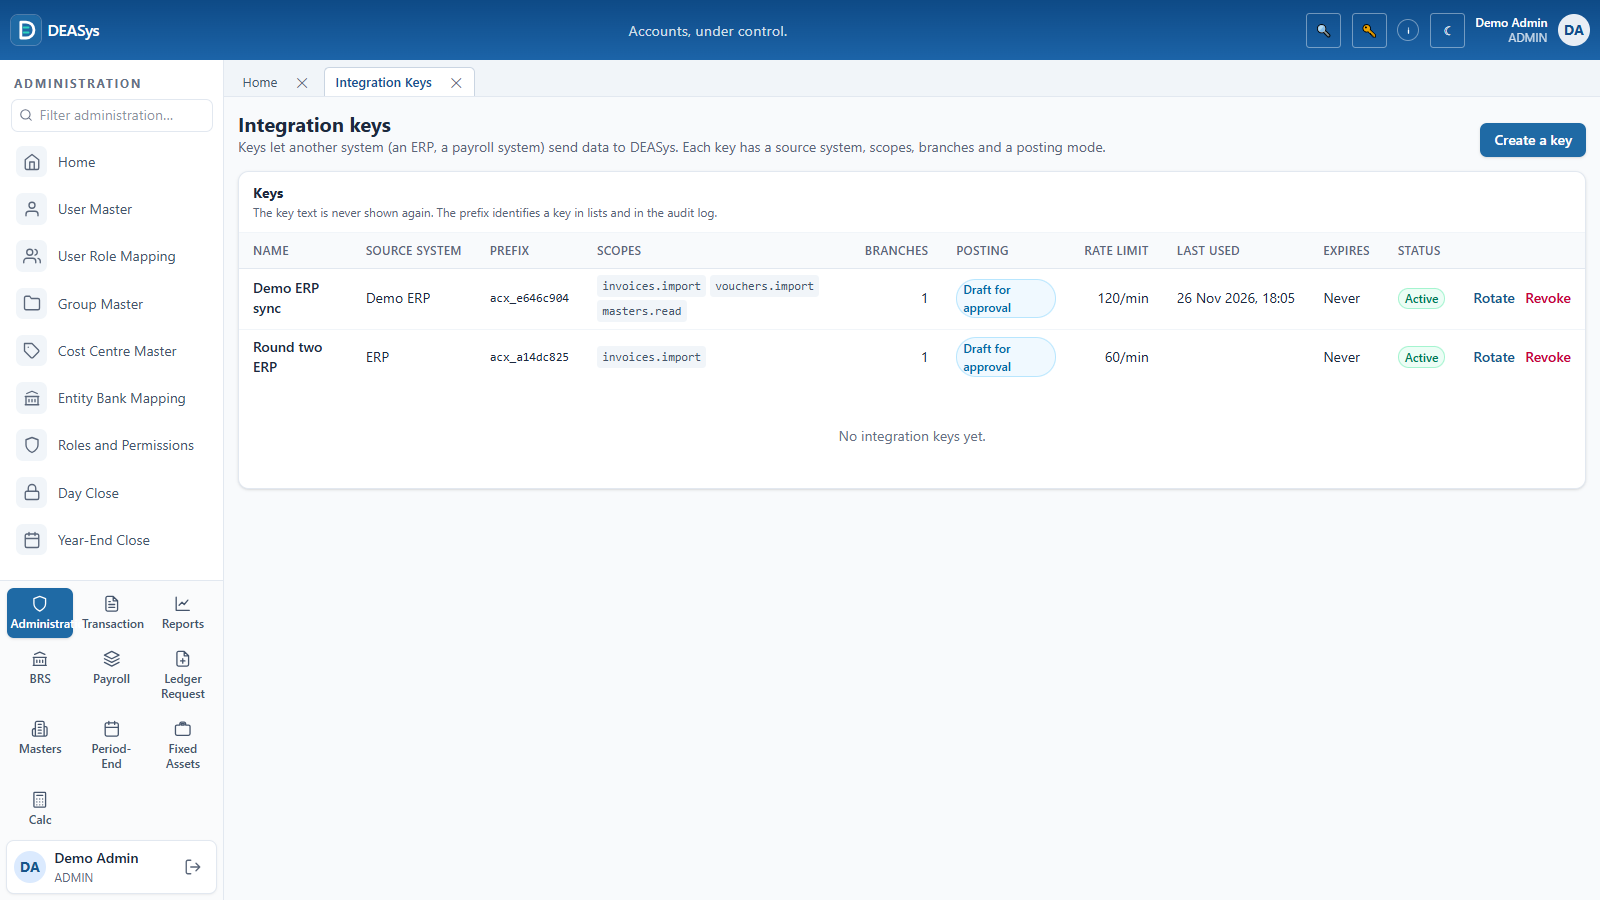 DEASys
Accounts, under control.
Demo Admin
ADMIN
DA
ADMINISTRATION
Filter administration...
Home
User Master
User Role Mapping
Group Master
Cost Centre Master
Entity Bank Mapping
Roles and Permissions
Day Close
Year-End Close
Administrat
Transaction
Reports
BRS
Payroll
Ledger
Request
Masters
Period-
End
Fixed
Assets
Calc
DA
Demo Admin
ADMIN
Home
Integration Keys
Integration keys
Keys let another system (an ERP, a payroll system) send data to DEASys. Each key has a source system, scopes, branches and a posting mode.
Create a key
Keys
The key text is never shown again. The prefix identifies a key in lists and in the audit log.
NAME SOURCE SYSTEM PREFIX SCOPES BRANCHES POSTING RATE LIMIT LAST USED EXPIRES STATUS
Demo ERP
sync
Demo ERP
acx_e646c904
invoices.import vouchers.import
masters.read
1
Draft for
approval
120/min
26 Nov 2026, 18:05
Never
Active
Rotate Revoke
Round two
ERP
ERP
acx_a14dc825
invoices.import
1
Draft for
approval
60/min
Never
Active
Rotate Revoke
No integration keys yet.